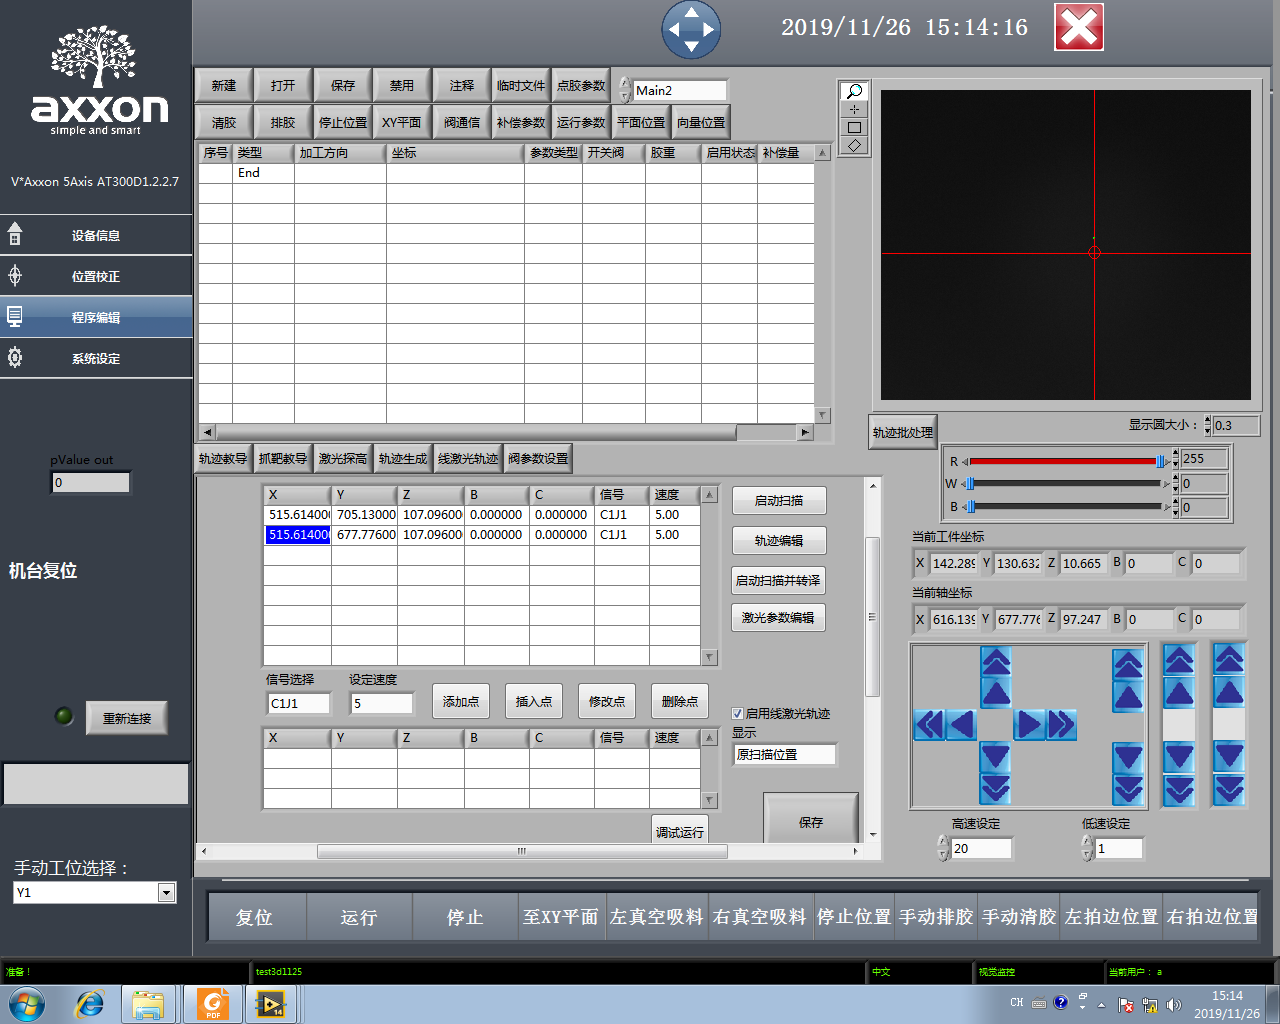 2019/11/26 15:14:16
axxon
simple and smart
V*Axxon 5Axis AT300D1.2.2.7
设备信息
位置校正
程序编辑
系统设定
pValue out
0
机台复位
重新连接
手动工位选择：
Y1
新建 打开 保存 禁用 注释 临时文件 点胶参数 Main2
清胶 排胶 停止位置 XY平面 阀通信 补偿参数 运行参数 平面位置 向量位置
序号 类型 加工方向 坐标 参数类型 开关阀 胶重 启用状态 补偿量
End
轨迹教导 抓靶教导 激光探高 轨迹生成 线激光轨迹 阀参数设置
X Y Z B C 信号 速度
515.614000 705.13000 107.096000 0.000000 0.000000 C1J1 5.00
515.614000 677.77600 107.096000 0.000000 0.000000 C1J1 5.00
启动扫描
轨迹编辑
启动扫描并转译
激光参数编辑
信号选择 设定速度
C1J1 5 添加点 插入点 修改点 删除点
启用线激光轨迹
显示
原扫描位置
X Y Z B C 信号 速度
调试运行
保存
轨迹批处理
显示圆大小： 0.3
R 255
W 0
B 0
当前工件坐标
X 142.289 Y 130.632 Z 10.665 B 0 C 0
当前轴坐标
X 616.139 Y 677.776 Z 97.247 B 0 C 0
高速设定 低速设定
20 1
复位 运行 停止 至XY平面 左真空吸料 右真空吸料 停止位置 手动排胶 手动清胶 左拍边位置 右拍边位置
准备！ test3d1125 中文 视觉监控 当前用户： a
PDF
14
CH
15:14
2019/11/26